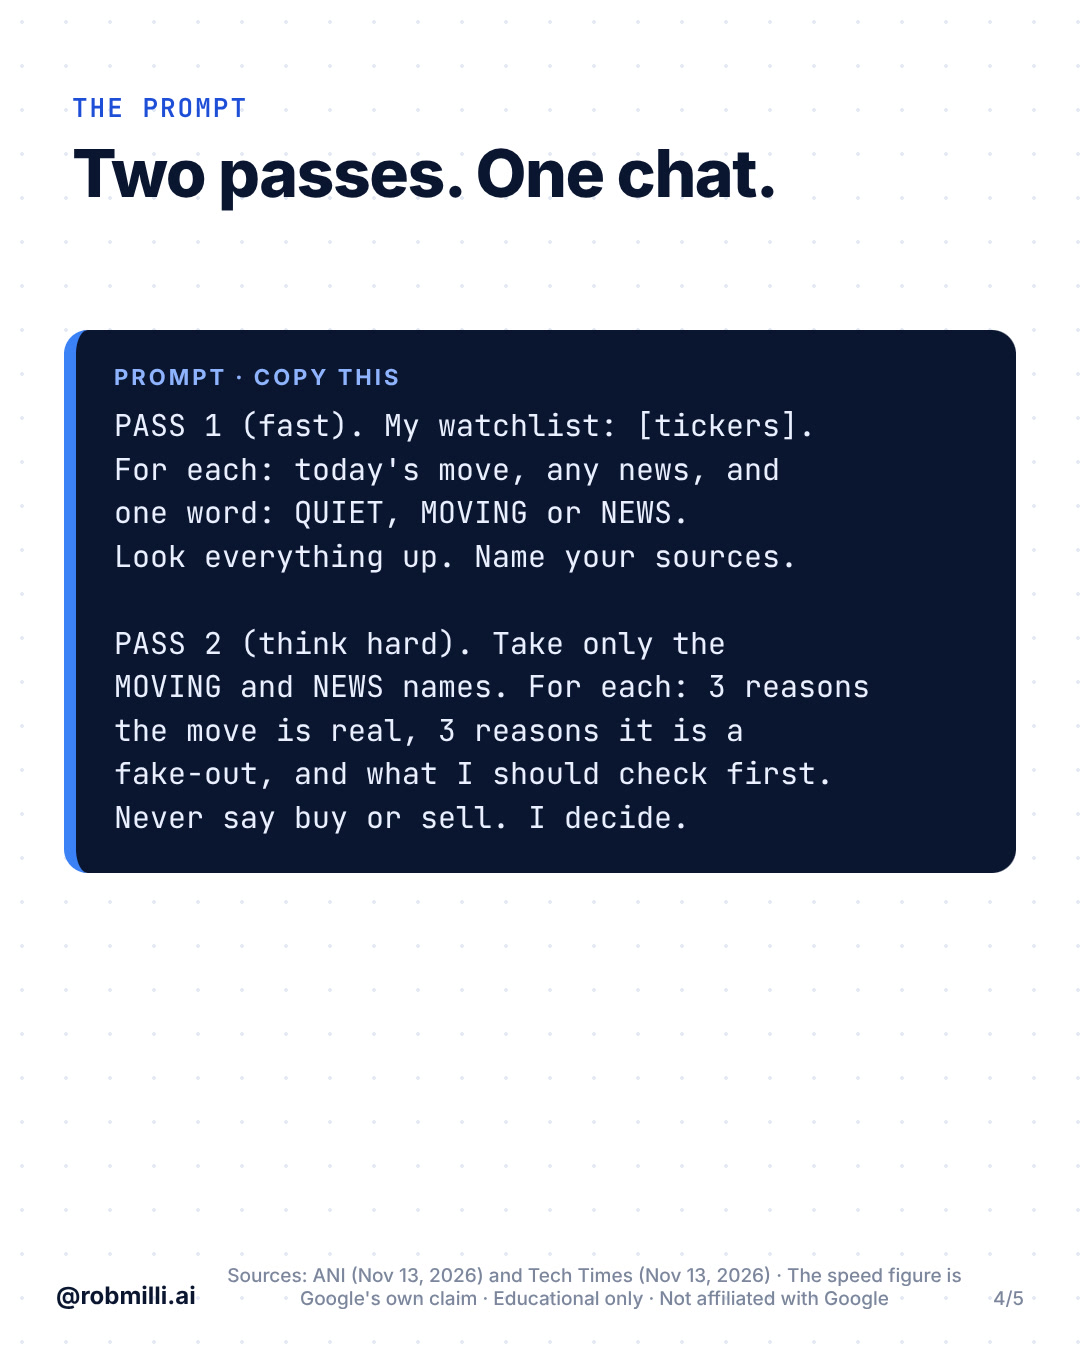 THE PROMPT
Two passes. One chat.
PROMPT · COPY THIS
PASS 1 (fast). My watchlist: [tickers].
For each: today's move, any news, and
one word: QUIET, MOVING or NEWS.
Look everything up. Name your sources.
PASS 2 (think hard). Take only the
MOVING and NEWS names. For each: 3 reasons
the move is real, 3 reasons it is a
fake-out, and what I should check first.
Never say buy or sell. I decide.
@robmilli.ai
Sources: ANI (Nov 13, 2026) and Tech Times (Nov 13, 2026) · The speed figure is
Google's own claim · Educational only · Not affiliated with Google
4/5